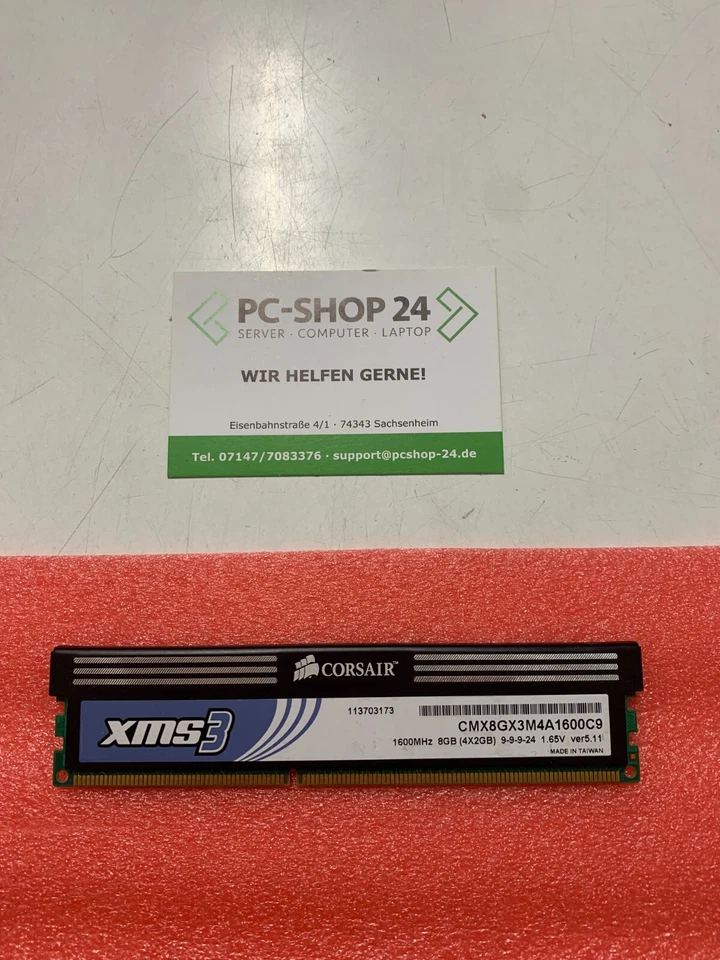 PC-SHOP 24
SERVER · COMPUTER · LAPTOP
WIR HELFEN GERNE!
Eisenbahnstraße 4/1 · 74343 Sachsenheim
Tel. 07147/7083376 · support@pcshop-24.de
CORSAIR™
xms3
113703173
CMX8GX3M4A1600C9
1600MHz 8GB (4X2GB) 9-9-9-24 1.65V ver5.11
MADE IN TAIWAN